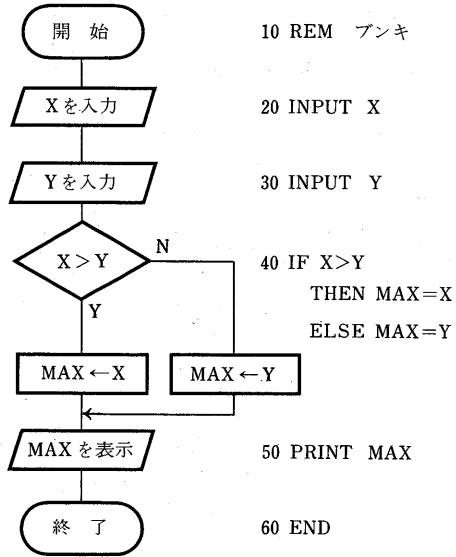 開 始
10 REM ブンキ
Xを入力
20 INPUT X
Yを入力
30 INPUT Y
X>Y
N
Y
40 IF X>Y
THEN MAX=X
ELSE MAX=Y
MAX←X
MAX←Y
MAXを表示
50 PRINT MAX
終 了
60 END